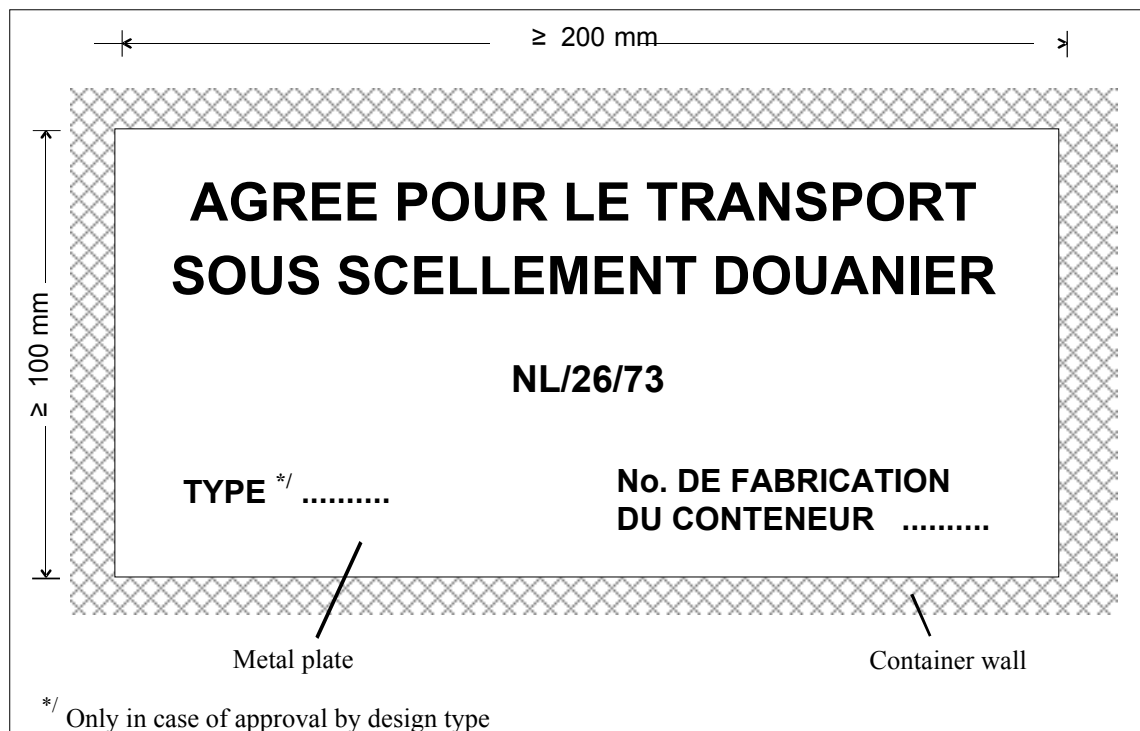 ≥ 200 mm
≥ 100 mm
AGREE POUR LE TRANSPORT
SOUS SCELLEMENT DOUANIER
NL/26/73
TYPE */ ..........
No. DE FABRICATION
DU CONTENEUR ..........
Metal plate
Container wall
*/ Only in case of approval by design type